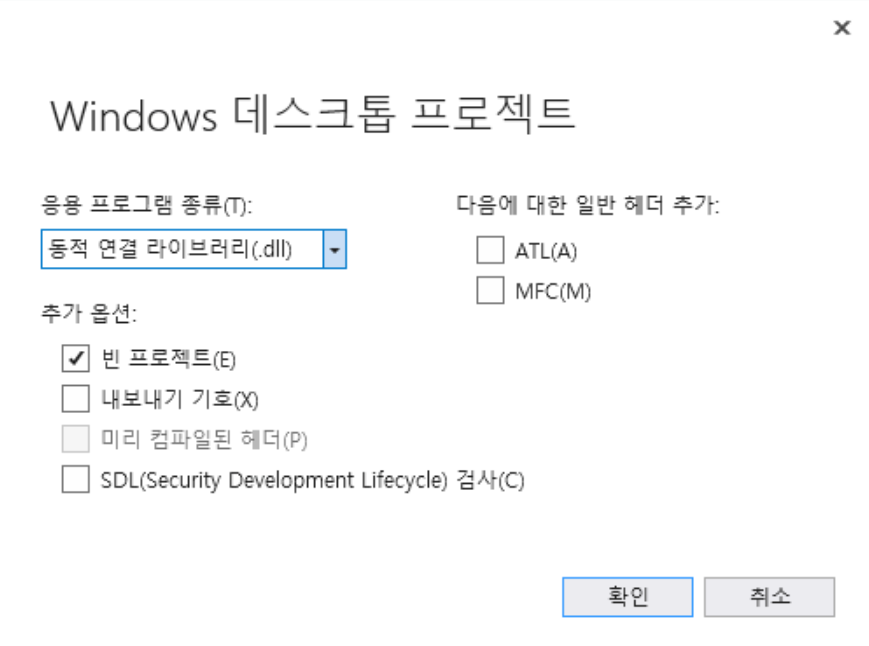 Windows 데스크톱 프로젝트
응용 프로그램 종류(T):
동적 연결 라이브러리(.dll)
추가 옵션:
빈 프로젝트(E)
내보내기 기호(X)
미리 컴파일된 헤더(P)
SDL(Security Development Lifecycle) 검사(C)
다음에 대한 일반 헤더 추가:
ATL(A)
MFC(M)
확인
취소